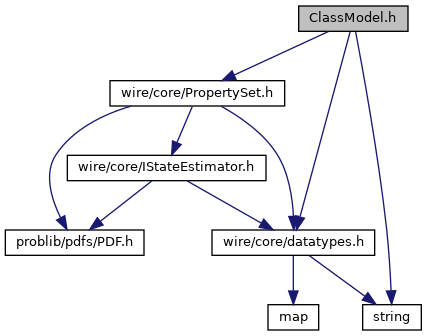 ClassModel.h
wire/core/PropertySet.h
wire/core/IStateEstimator.h
problib/pdfs/PDF.h
wire/core/datatypes.h
map
string